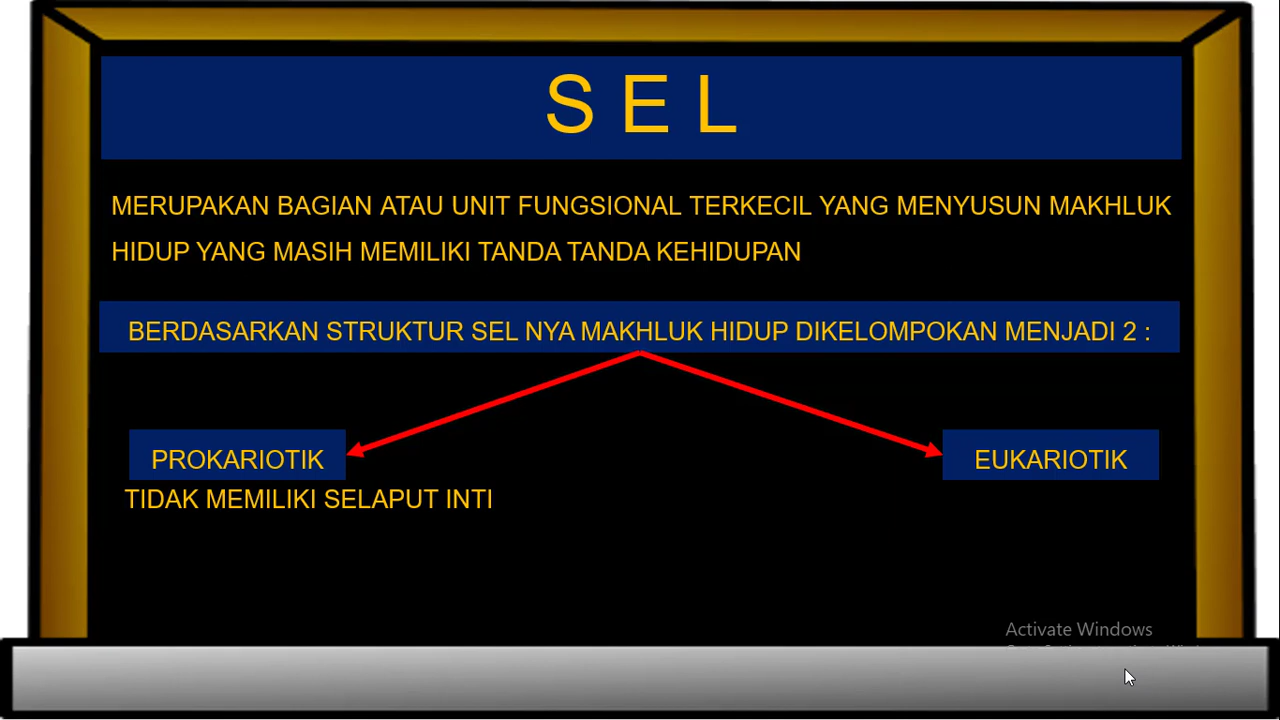 S E L
MERUPAKAN BAGIAN ATAU UNIT FUNGSIONAL TERKECIL YANG MENYUSUN MAKHLUK
HIDUP YANG MASIH MEMILIKI TANDA TANDA KEHIDUPAN
BERDASARKAN STRUKTUR SEL NYA MAKHLUK HIDUP DIKELOMPOKAN MENJADI 2 :
PROKARIOTIK
EUKARIOTIK
TIDAK MEMILIKI SELAPUT INTI
Activate Windows